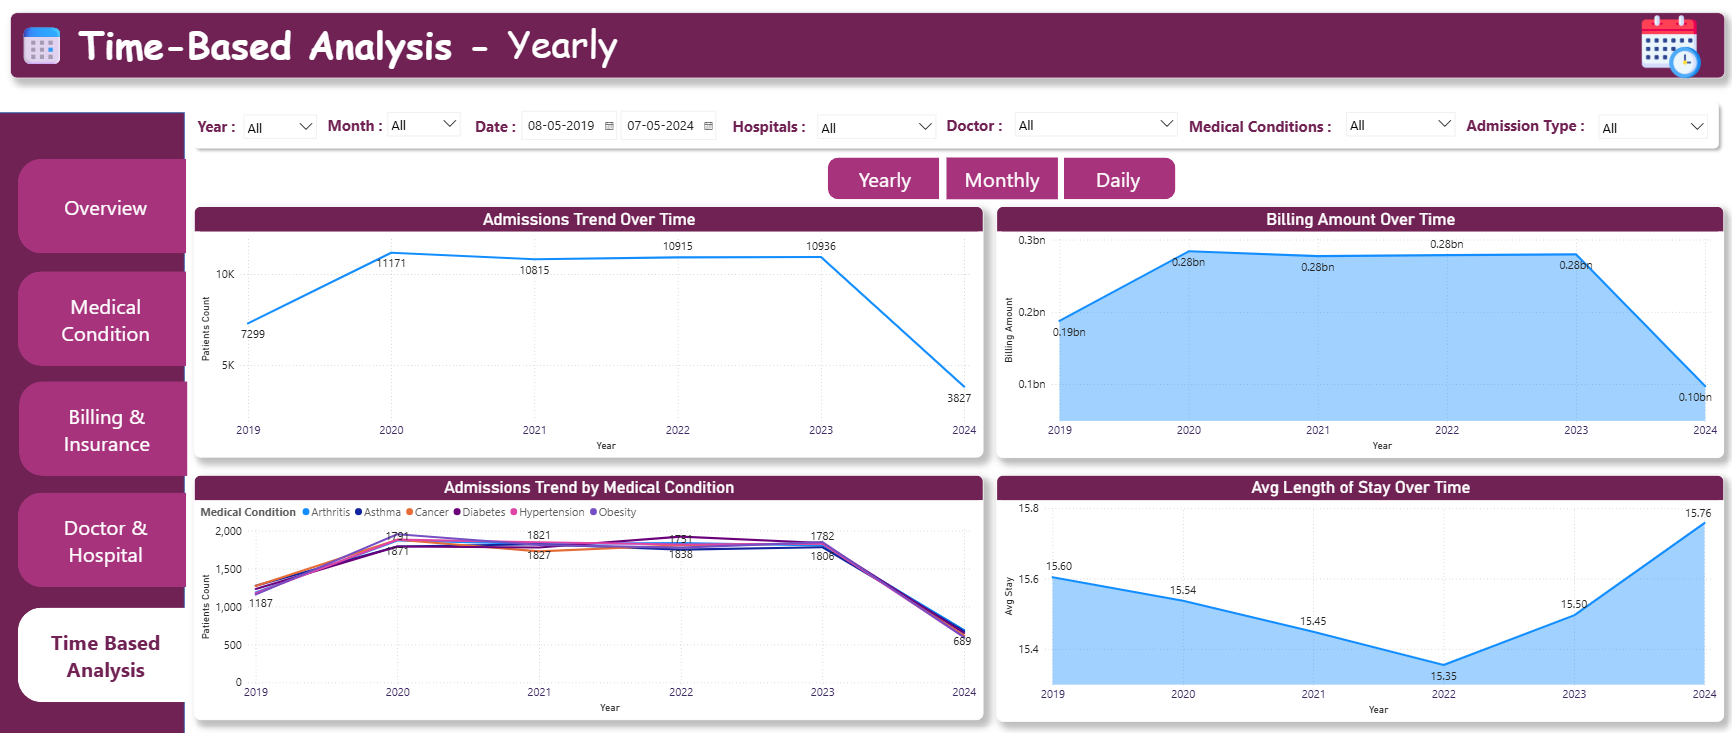 Time-Based Analysis - Yearly
Year : All Month : All Date : 08-05-2019 07-05-2024 Hospitals : All Doctor : All Medical Conditions : All Admission Type : All
Yearly Monthly Daily
Overview
Medical
Condition
Billing &
Insurance
Doctor &
Hospital
Time Based
Analysis
Admissions Trend Over Time
Patients Count
10K
5K
7299
11171
10815
10915
10936
3827
2019 2020 2021 2022 2023 2024
Year
Billing Amount Over Time
Billing Amount
0.3bn
0.2bn
0.1bn
0.19bn
0.28bn
0.28bn
0.28bn
0.28bn
0.10bn
2019 2020 2021 2022 2023 2024
Year
Admissions Trend by Medical Condition
Medical Condition Arthritis Asthma Cancer Diabetes Hypertension Obesity
Patients Count
2,000
1,500
1,000
500
0
1187
1791
1871
1821
1827
1751
1838
1782
1806
689
2019 2020 2021 2022 2023 2024
Year
Avg Length of Stay Over Time
Avg Stay
15.8
15.6
15.4
15.60
15.54
15.45
15.35
15.50
15.76
2019 2020 2021 2022 2023 2024
Year